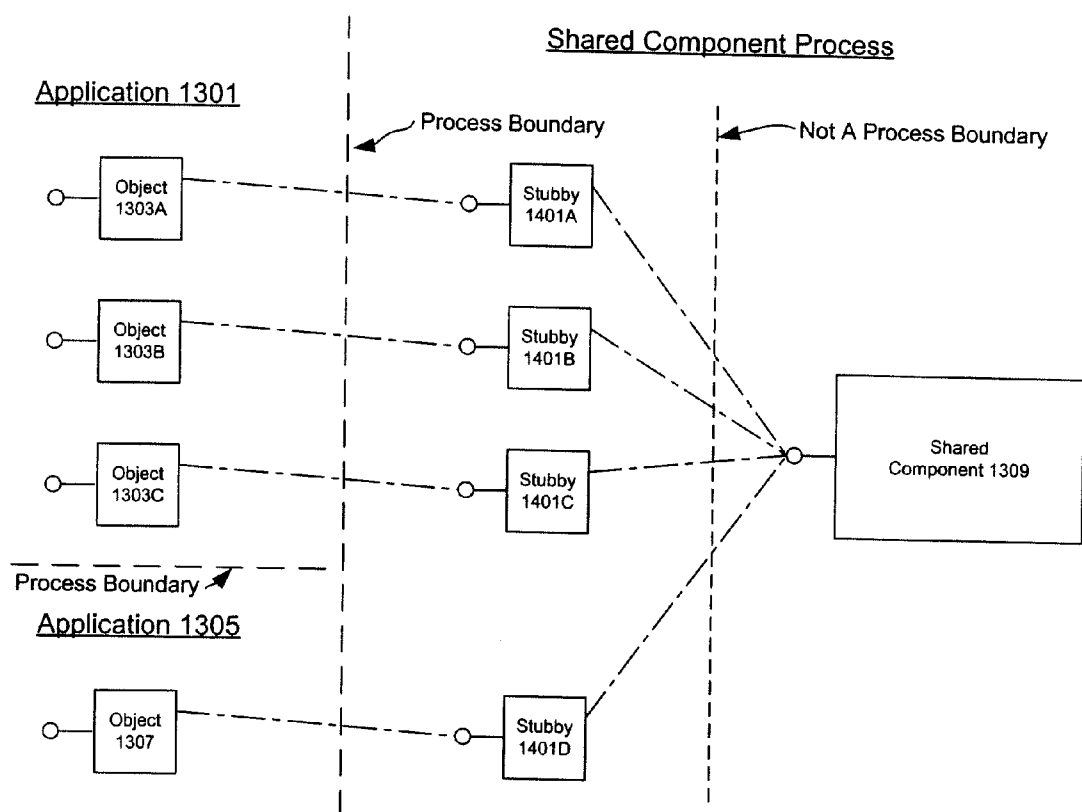 Shared Component Process
Application 1301
Process Boundary
Not A Process Boundary
Object
1303A
Stubby
1401A
Object
1303B
Stubby
1401B
Object
1303C
Stubby
1401C
Shared
Component 1309
Process Boundary
Application 1305
Object
1307
Stubby
1401D